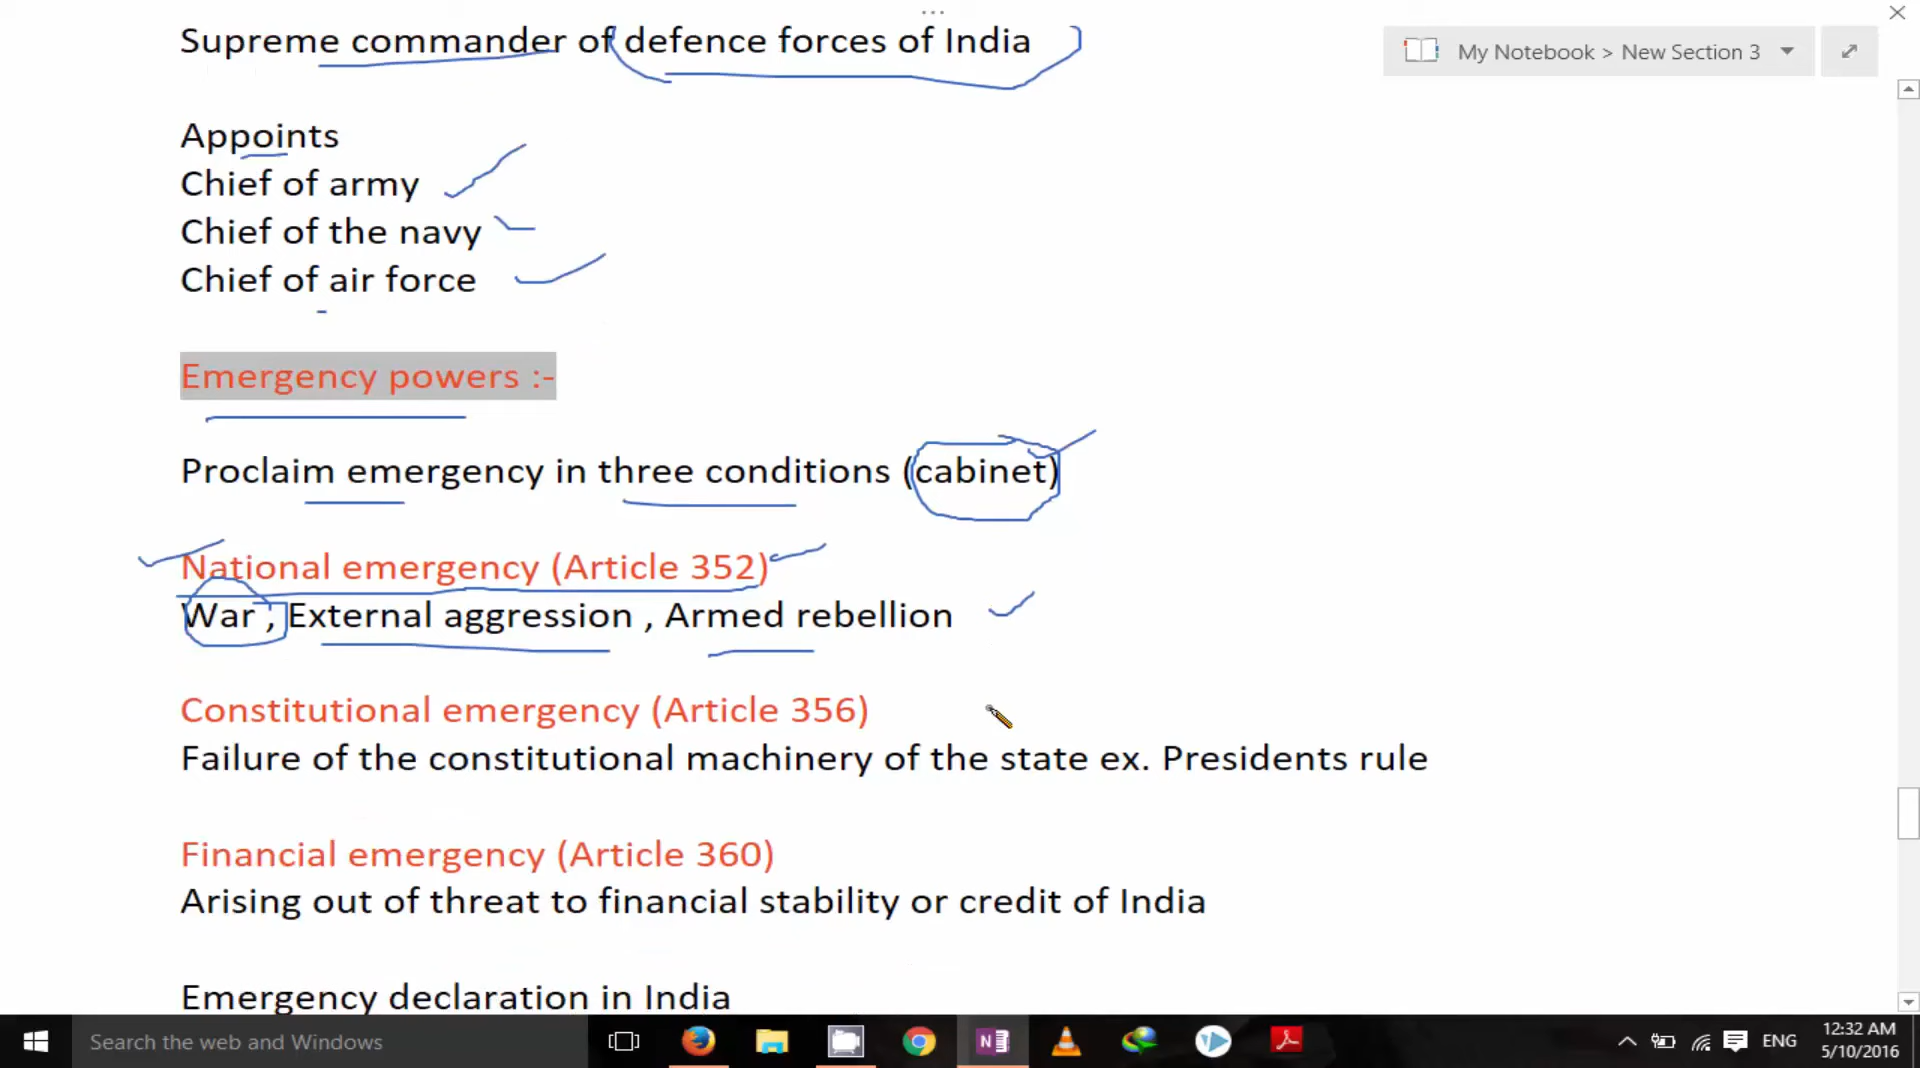 Supreme commander of defence forces of India
My Notebook > New Section 3
Appoints
Chief of army
Chief of the navy
Chief of air force
Emergency powers :-
Proclaim emergency in three conditions (cabinet)
National emergency (Article 352)
War , External aggression , Armed rebellion
Constitutional emergency (Article 356)
Failure of the constitutional machinery of the state ex. Presidents rule
Financial emergency (Article 360)
Arising out of threat to financial stability or credit of India
Emergency declaration in India
Search the web and Windows
N
ENG
12:32 AM
5/10/2016